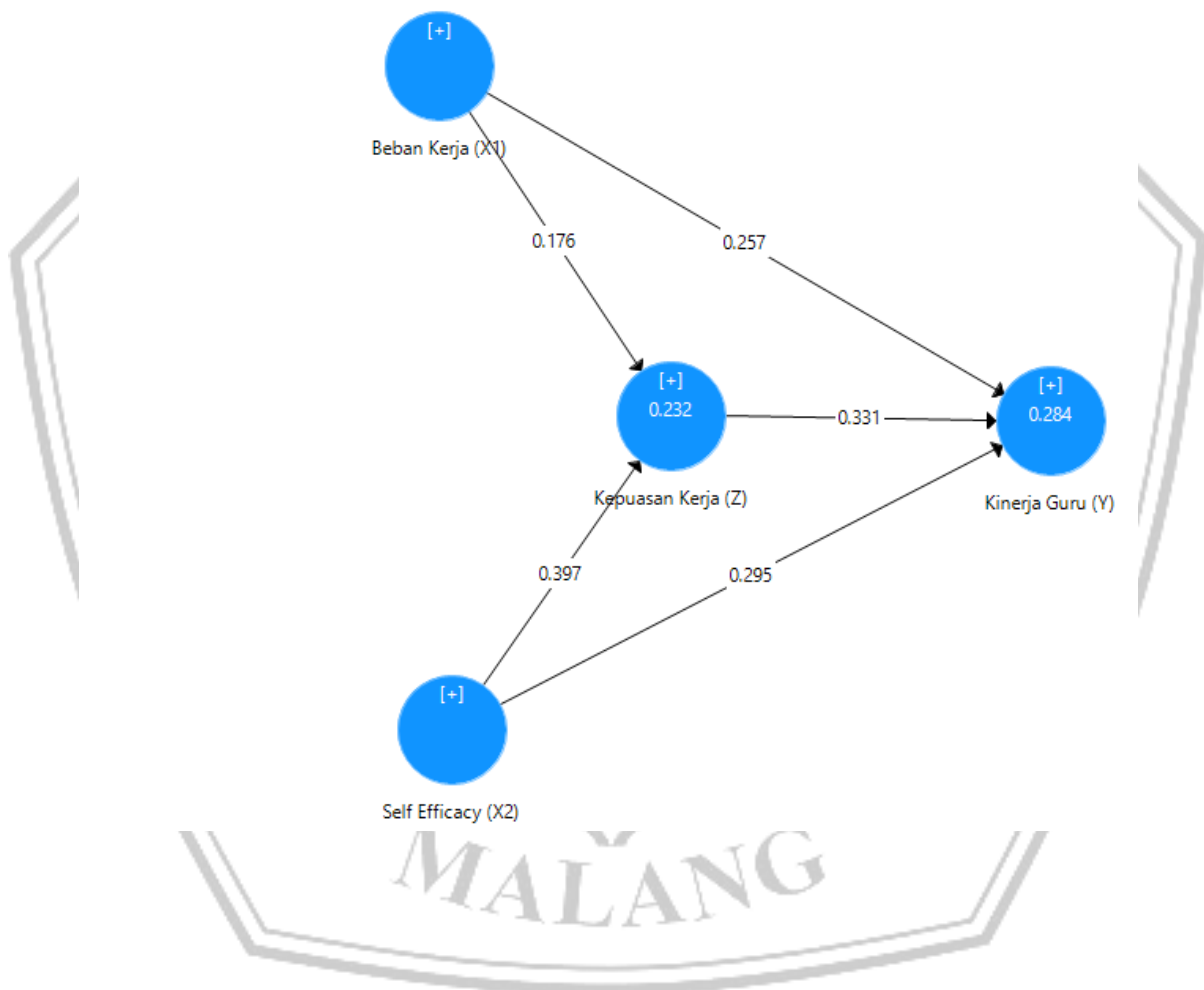 [+]
Beban Kerja (X1)
0.176
0.257
[+]
0.232
Kepuasan Kerja (Z)
0.331
[+]
0.284
Kinerja Guru (Y)
0.397
0.295
[+]
Self Efficacy (X2)
MALANG